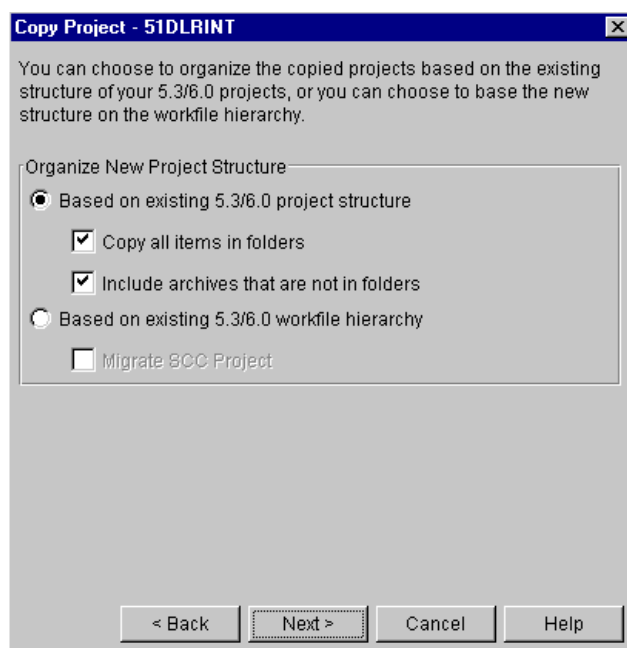 Copy Project - 51DLRINT
You can choose to organize the copied projects based on the existing
structure of your 5.3/6.0 projects, or you can choose to base the new
structure on the workfile hierarchy.
Organize New Project Structure
Based on existing 5.3/6.0 project structure
Copy all items in folders
Include archives that are not in folders
Based on existing 5.3/6.0 workfile hierarchy
Migrate SCC Project
< Back Next > Cancel Help